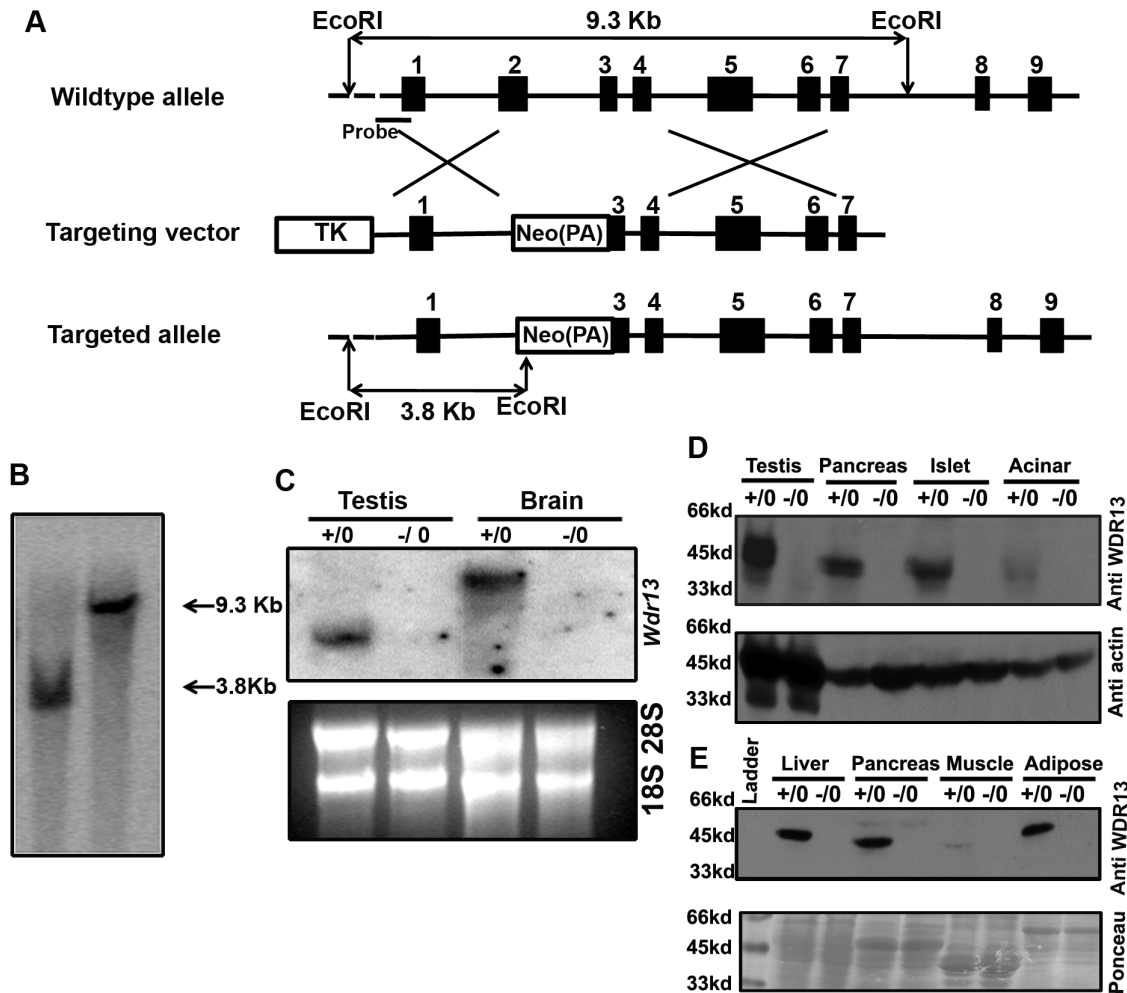 A
EcoRI 9.3 Kb EcoRI
1 2 3 4 5 6 7 8 9
Wildtype allele
Probe
1 3 4 5 6 7
Targeting vector TK Neo(PA)
1 3 4 5 6 7 8 9
Targeted allele Neo(PA)
EcoRI 3.8 Kb EcoRI
B
9.3 Kb
3.8Kb
C
Testis Brain
+/0 -/ 0 +/0 -/0
Wdr13
18S 28S
D
Testis Pancreas Islet Acinar
+/0 -/0 +/0 -/0 +/0 -/0 +/0 -/0
66kd
45kd
33kd
Anti WDR13
66kd
45kd
33kd
Anti actin
E
Ladder
Liver Pancreas Muscle Adipose
+/0 -/0 +/0 -/0 +/0 -/0 +/0 -/0
66kd
45kd
33kd
Anti WDR13
66kd
45kd
33kd
Ponceau